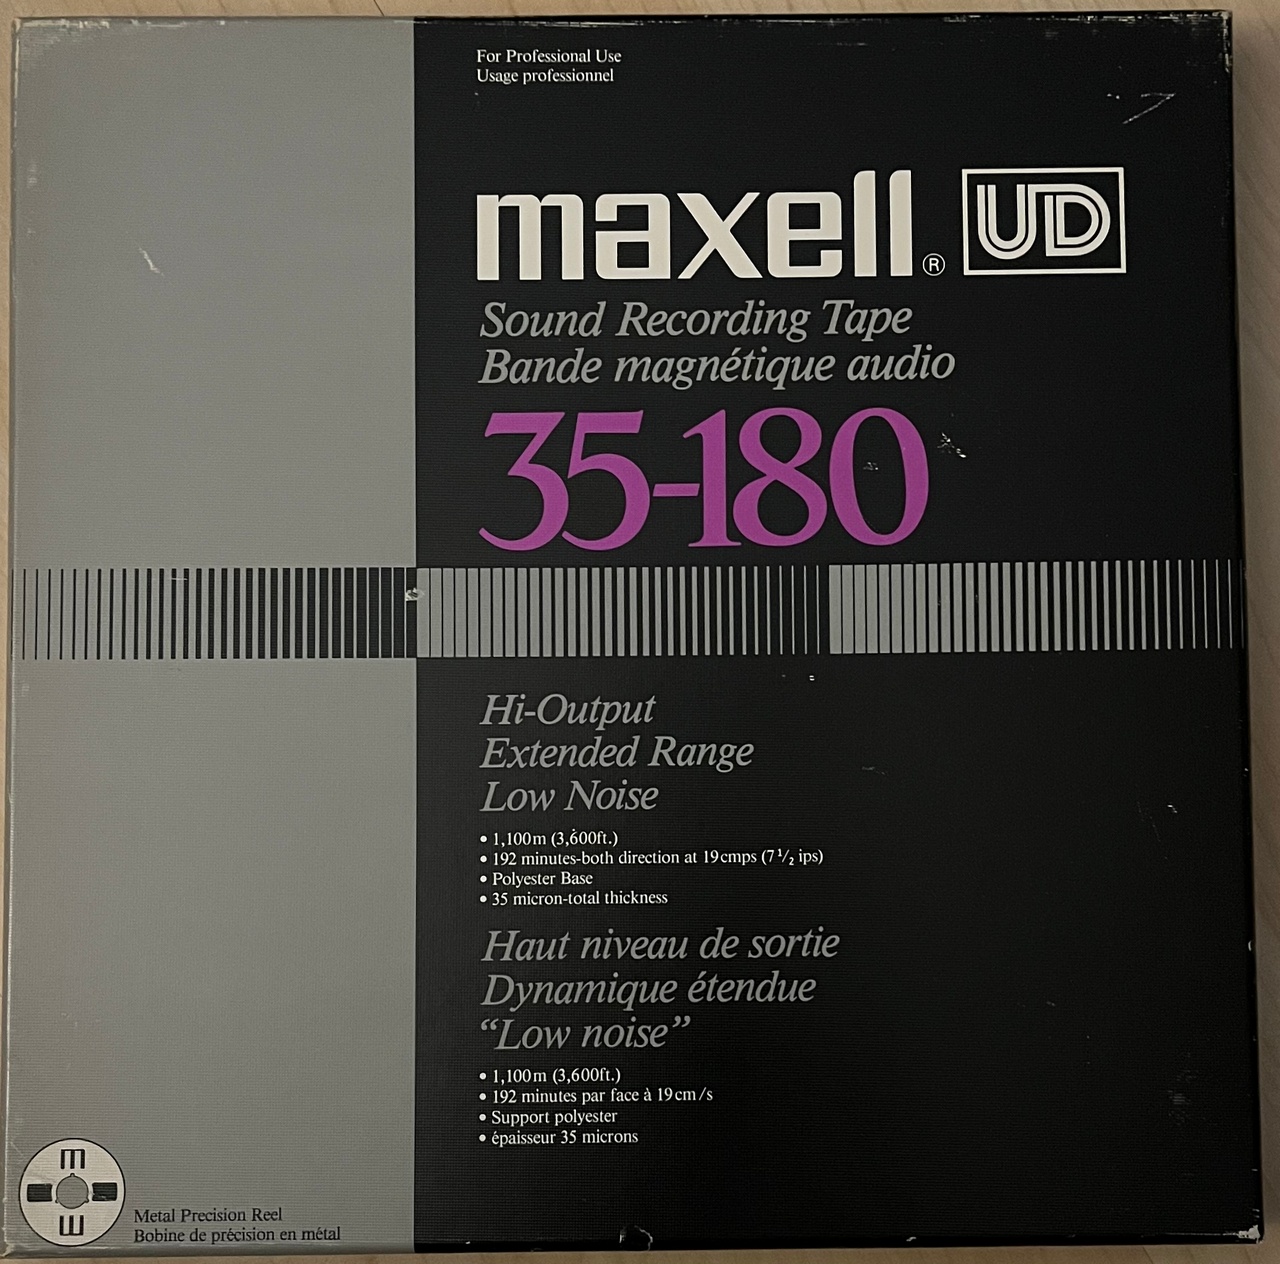 For Professional Use
Usage professionnel
maxell® UD
Sound Recording Tape
Bande magnétique audio
35-180
Hi-Output
Extended Range
Low Noise
• 1,100m (3,600ft.)
• 192 minutes-both direction at 19cmps (7 1/2 ips)
• Polyester Base
• 35 micron-total thickness
Haut niveau de sortie
Dynamique étendue
“Low noise”
• 1,100m (3,600ft.)
• 192 minutes par face à 19cm/s
• Support polyester
• épaisseur 35 microns
m
m
Metal Precision Reel
Bobine de précision en métal